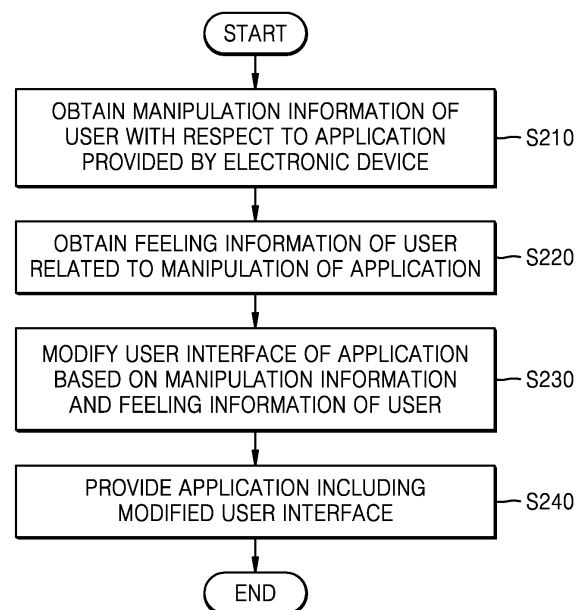 START
OBTAIN MANIPULATION INFORMATION OF
USER WITH RESPECT TO APPLICATION
PROVIDED BY ELECTRONIC DEVICE
S210
OBTAIN FEELING INFORMATION OF USER
RELATED TO MANIPULATION OF APPLICATION
S220
MODIFY USER INTERFACE OF APPLICATION
BASED ON MANIPULATION INFORMATION
AND FEELING INFORMATION OF USER
S230
PROVIDE APPLICATION INCLUDING
MODIFIED USER INTERFACE
S240
END